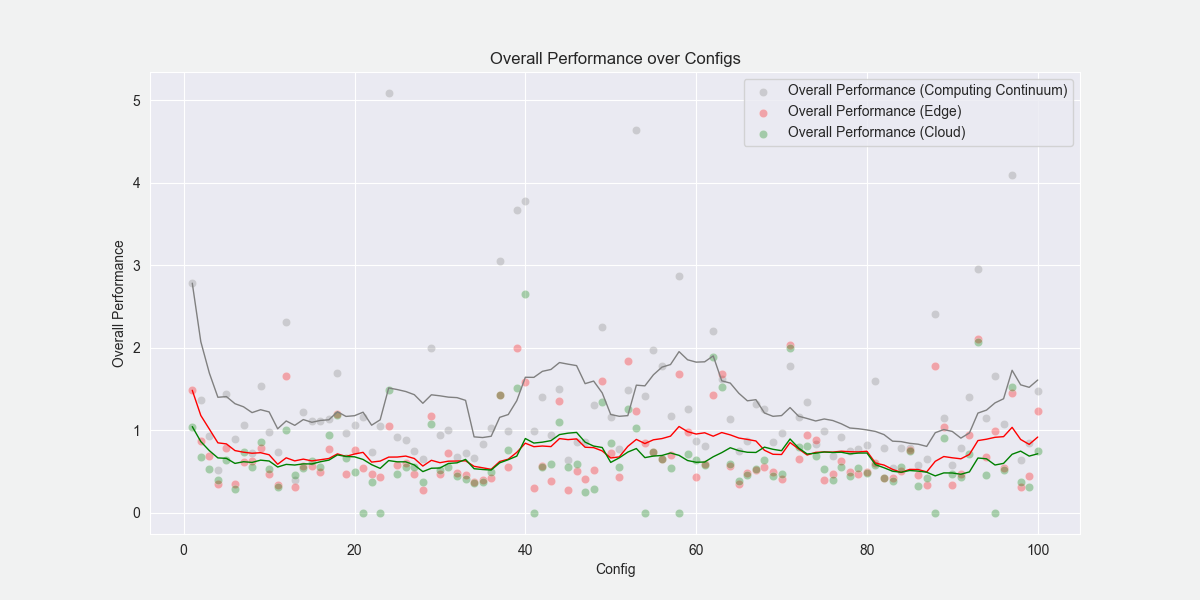 Overall Performance over Configs
Overall Performance (Computing Continuum)
Overall Performance (Edge)
Overall Performance (Cloud)
Overall Performance
5
4
3
2
1
0
0 20 40 60 80 100
Config